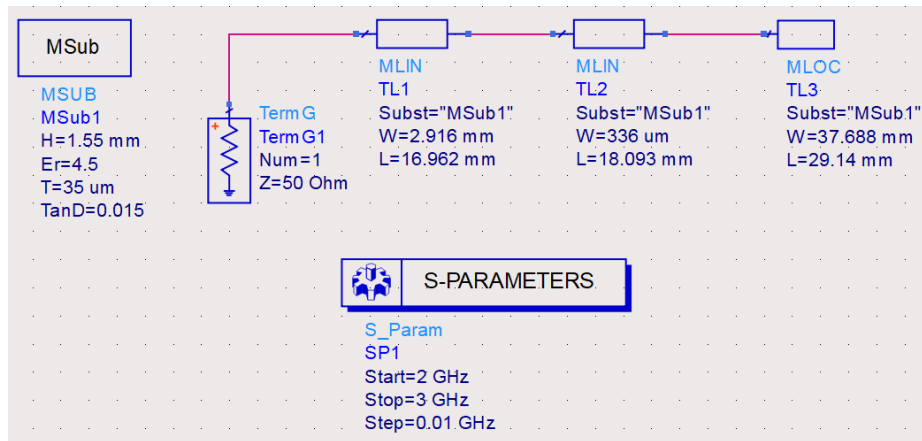 MSub
MSUB
MSub1
H=1.55 mm
Er=4.5
T=35 um
TanD=0.015
+
TermG
TermG1
Num=1
Z=50 Ohm
MLIN
TL1
Subst="MSub1"
W=2.916 mm
L=16.962 mm
MLIN
TL2
Subst="MSub1"
W=336 um
L=18.093 mm
MLOC
TL3
Subst="MSub1"
W=37.688 mm
L=29.14 mm
S-PARAMETERS
S_Param
SP1
Start=2 GHz
Stop=3 GHz
Step=0.01 GHz